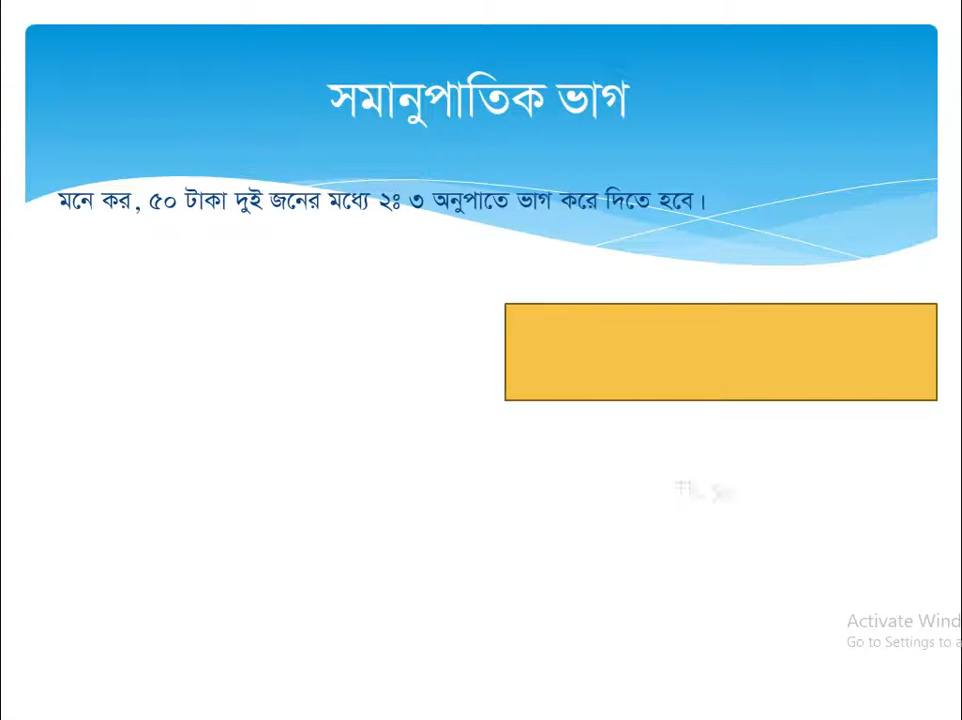 সমানুপাতিক ভাগ
মনে কর, ৫০ টাকা দুই জনের মধ্যে ২ঃ ৩ অনুপাতে ভাগ করে দিতে হবে।
Activate Wind
Go to Settings to a